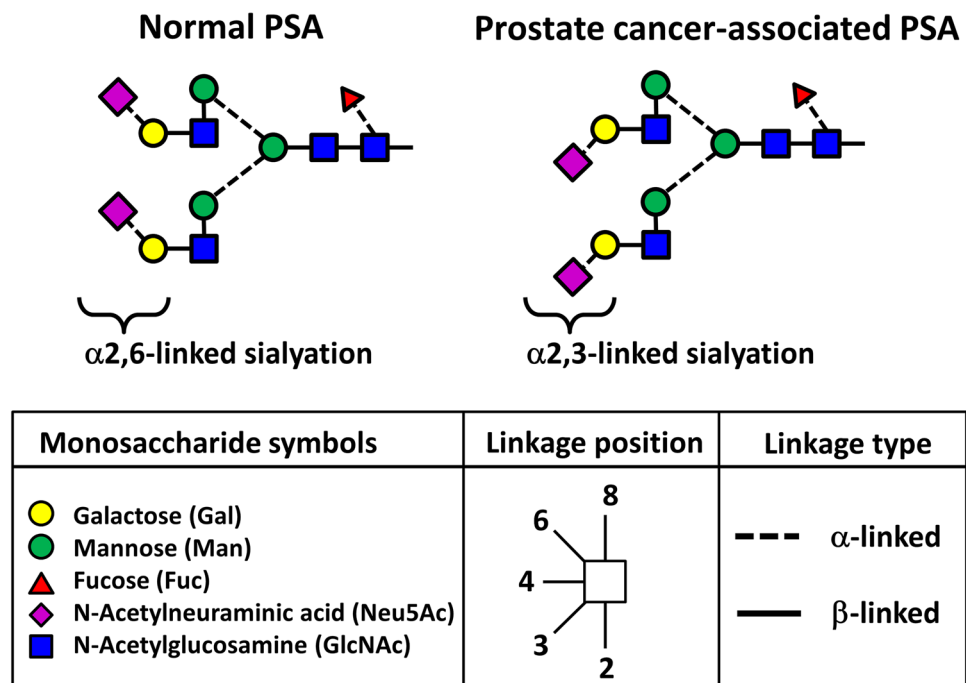 Normal PSA
Prostate cancer-associated PSA
α2,6-linked sialyation
α2,3-linked sialyation
Monosaccharide symbols
Galactose (Gal)
Mannose (Man)
Fucose (Fuc)
N-Acetylneuraminic acid (Neu5Ac)
N-Acetylglucosamine (GlcNAc)
Linkage position
8
6
4
3
2
Linkage type
α-linked
β-linked